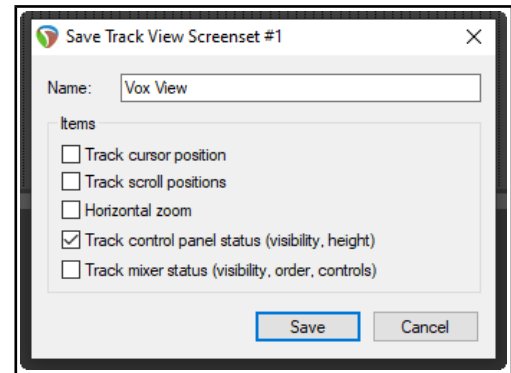 Save Track View Screenset #1
Name: Vox View
Items
Track cursor position
Track scroll positions
Horizontal zoom
Track control panel status (visibility, height)
Track mixer status (visibility, order, controls)
Save Cancel